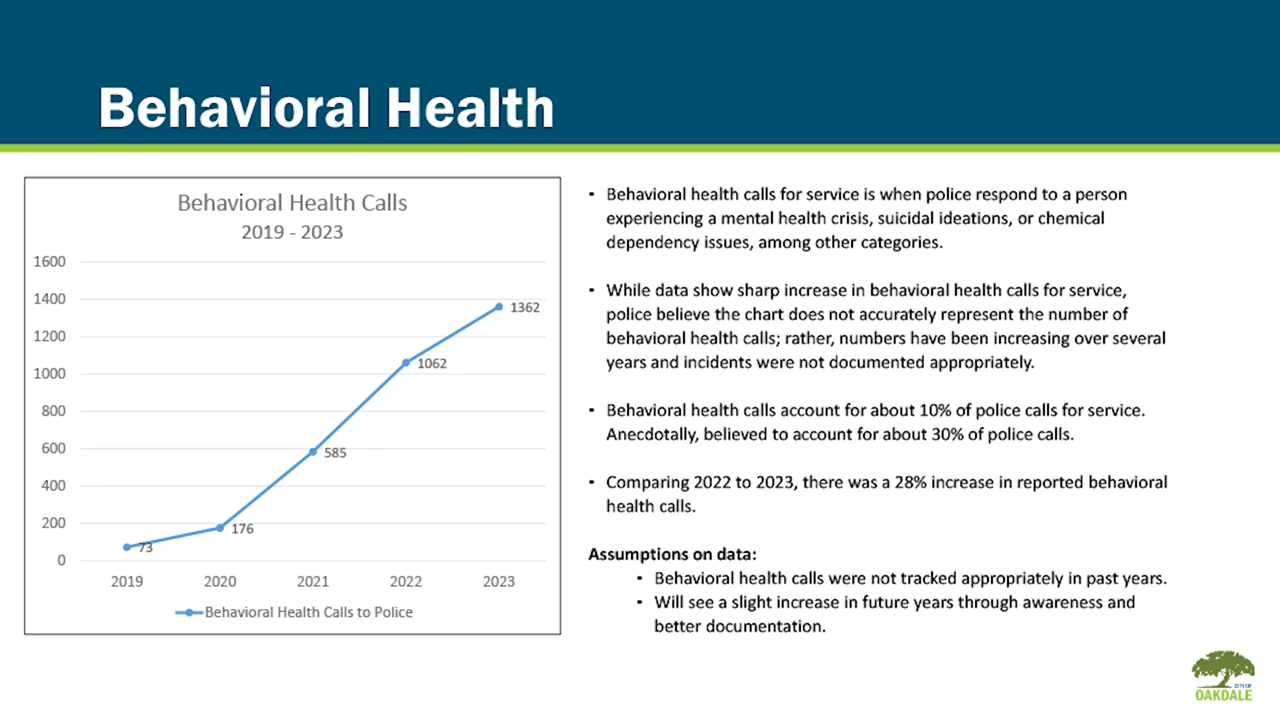 Behavioral Health
Behavioral Health Calls
2019 - 2023
1600
1400
1200
1000
800
600
400
200
0
1362
1062
585
176
73
2019 2020 2021 2022 2023
Behavioral Health Calls to Police
• Behavioral health calls for service is when police respond to a person
experiencing a mental health crisis, suicidal ideations, or chemical
dependency issues, among other categories.
• While data show sharp increase in behavioral health calls for service,
police believe the chart does not accurately represent the number of
behavioral health calls; rather, numbers have been increasing over several
years and incidents were not documented appropriately.
• Behavioral health calls account for about 10% of police calls for service.
Anecdotally, believed to account for about 30% of police calls.
• Comparing 2022 to 2023, there was a 28% increase in reported behavioral
health calls.
Assumptions on data:
• Behavioral health calls were not tracked appropriately in past years.
• Will see a slight increase in future years through awareness and
better documentation.
CITY OF
OAKDALE